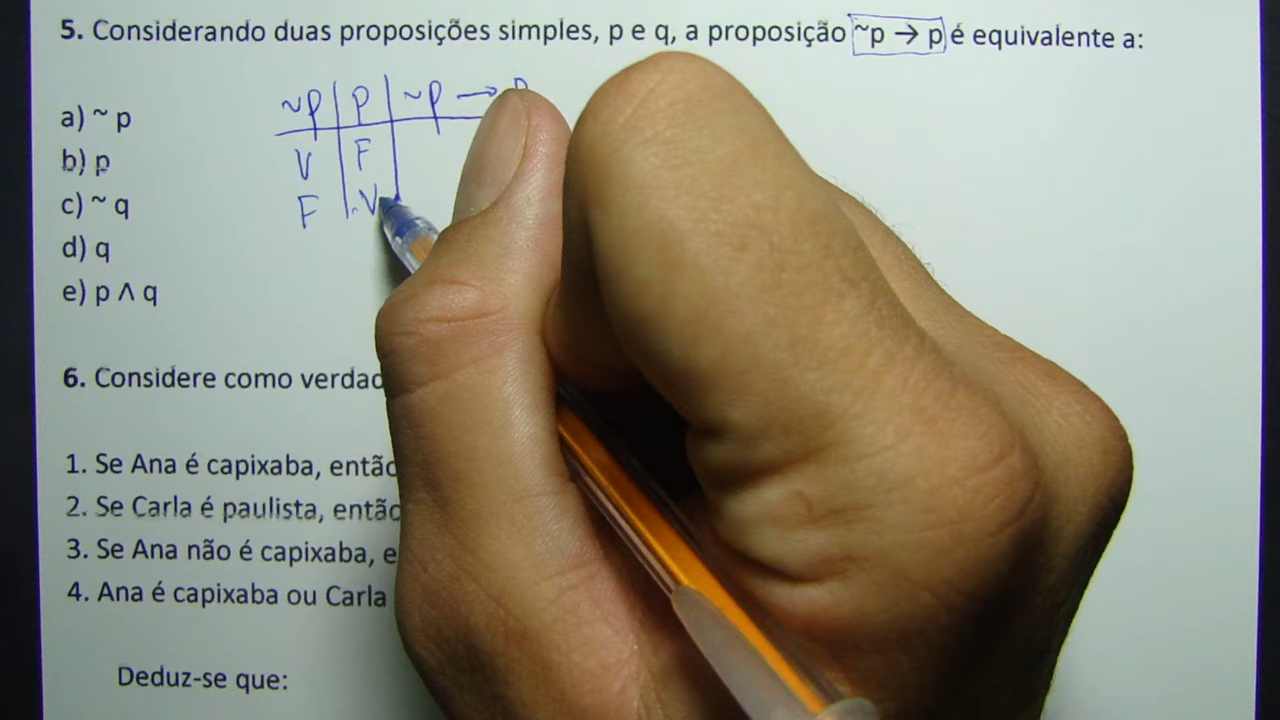 5. Considerando duas proposições simples, p e q, a proposição ~p → p é equivalente a:
~p p ~p → p
a) ~ p
V F
b) p
F V
c) ~ q
d) q
e) p ∧ q
6. Considere como
1. Se Ana é capixaba, então
2. Se Carla é paulista, então
3. Se Ana não é capixaba,
4. Ana é capixaba ou Carla
Deduz-se que: